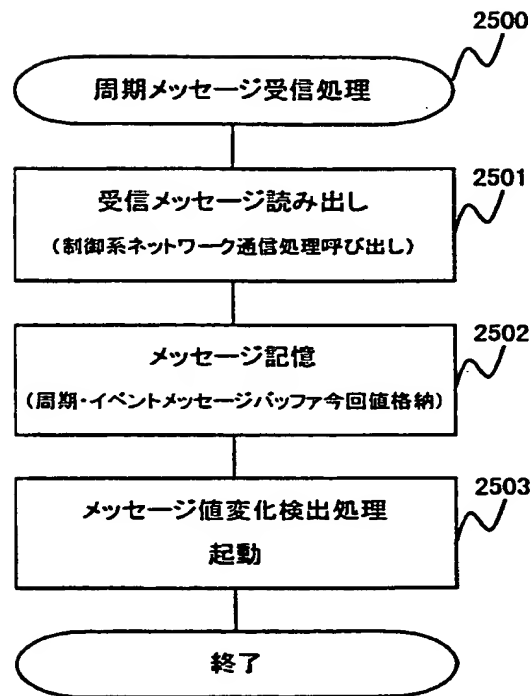 2500
周期メッセージ受信処理
2501
受信メッセージ読み出し
(制御系ネットワーク通信処理呼び出し)
2502
メッセージ記憶
(周期・イベントメッセージバッファ今回値格納)
2503
メッセージ値変化検出処理
起動
終了